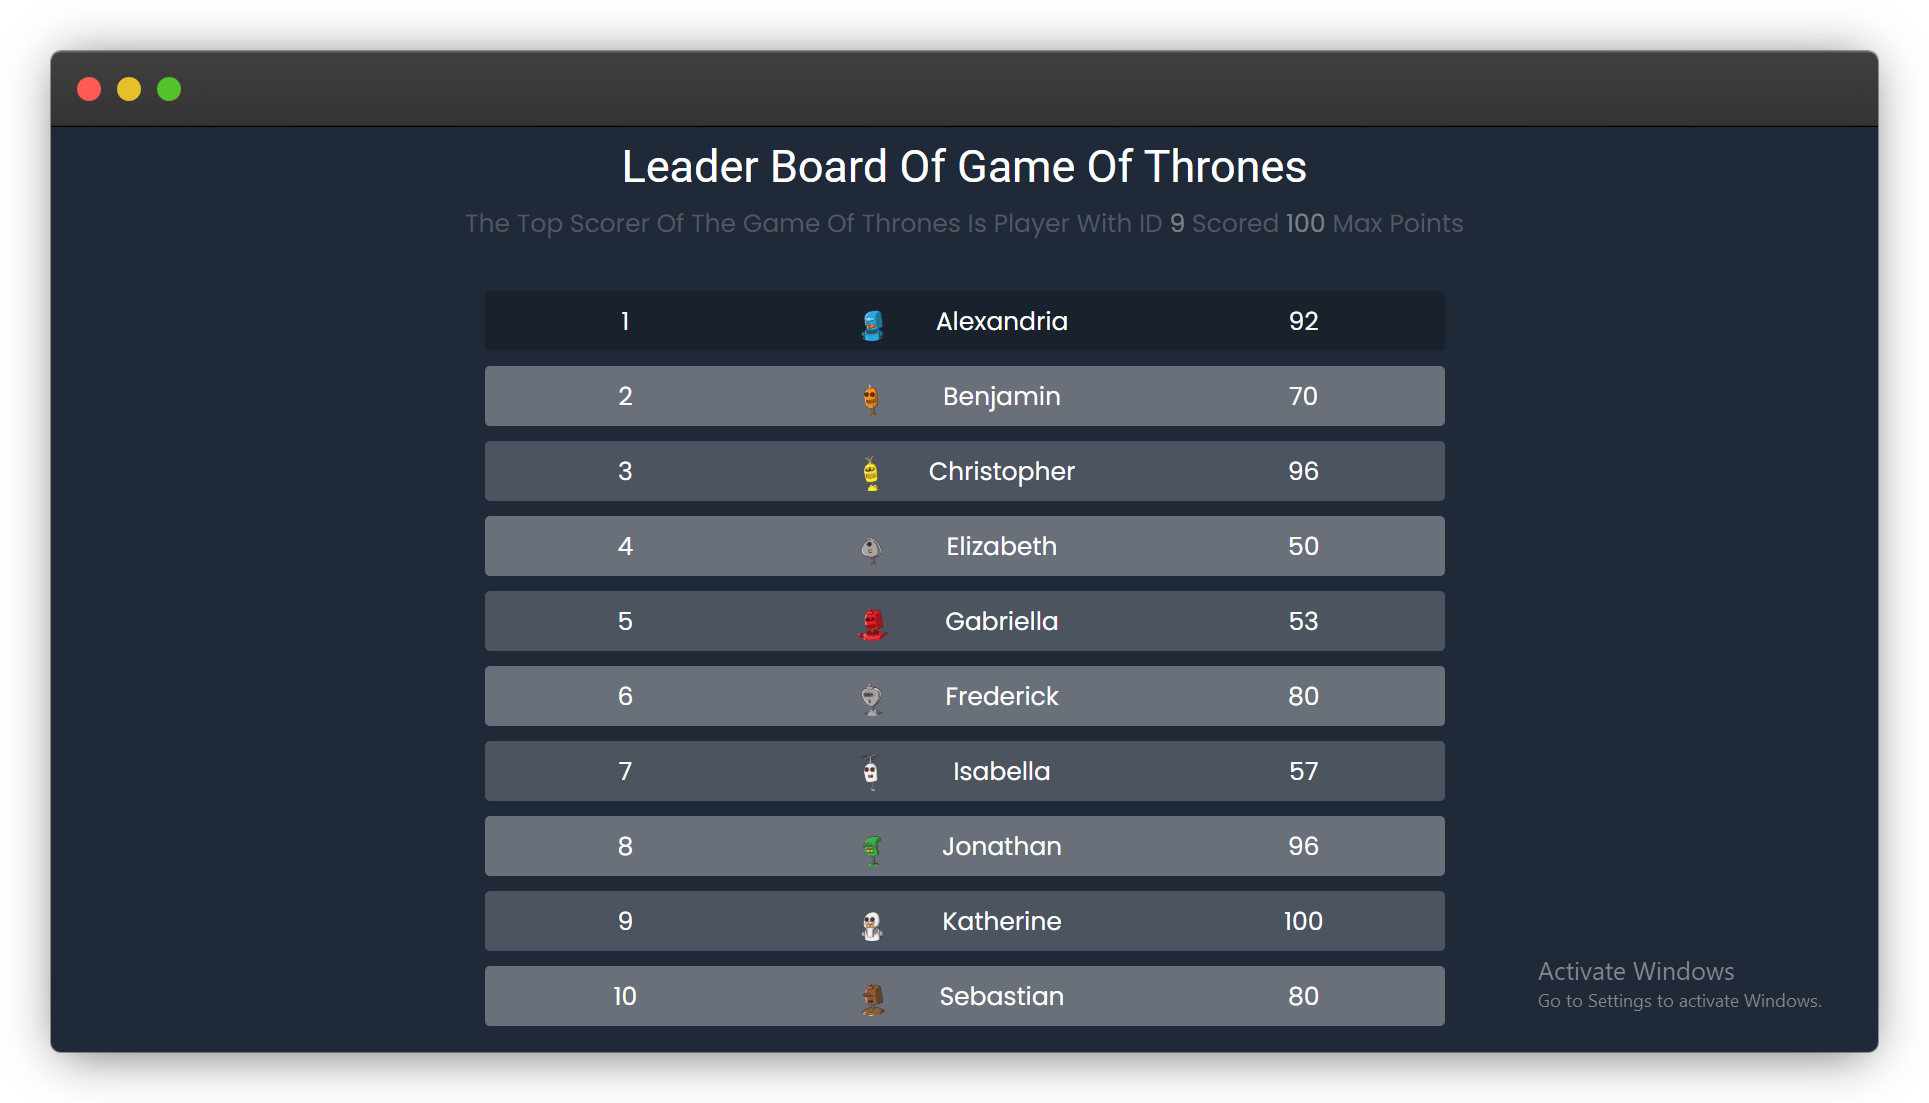 Leader Board Of Game Of Thrones
The Top Scorer Of The Game Of Thrones Is Player With ID 9 Scored 100 Max Points
1 Alexandria 92
2 Benjamin 70
3 Christopher 96
4 Elizabeth 50
5 Gabriella 53
6 Frederick 80
7 Isabella 57
8 Jonathan 96
9 Katherine 100
10 Sebastian 80
Activate Windows
Go to Settings to activate Windows.